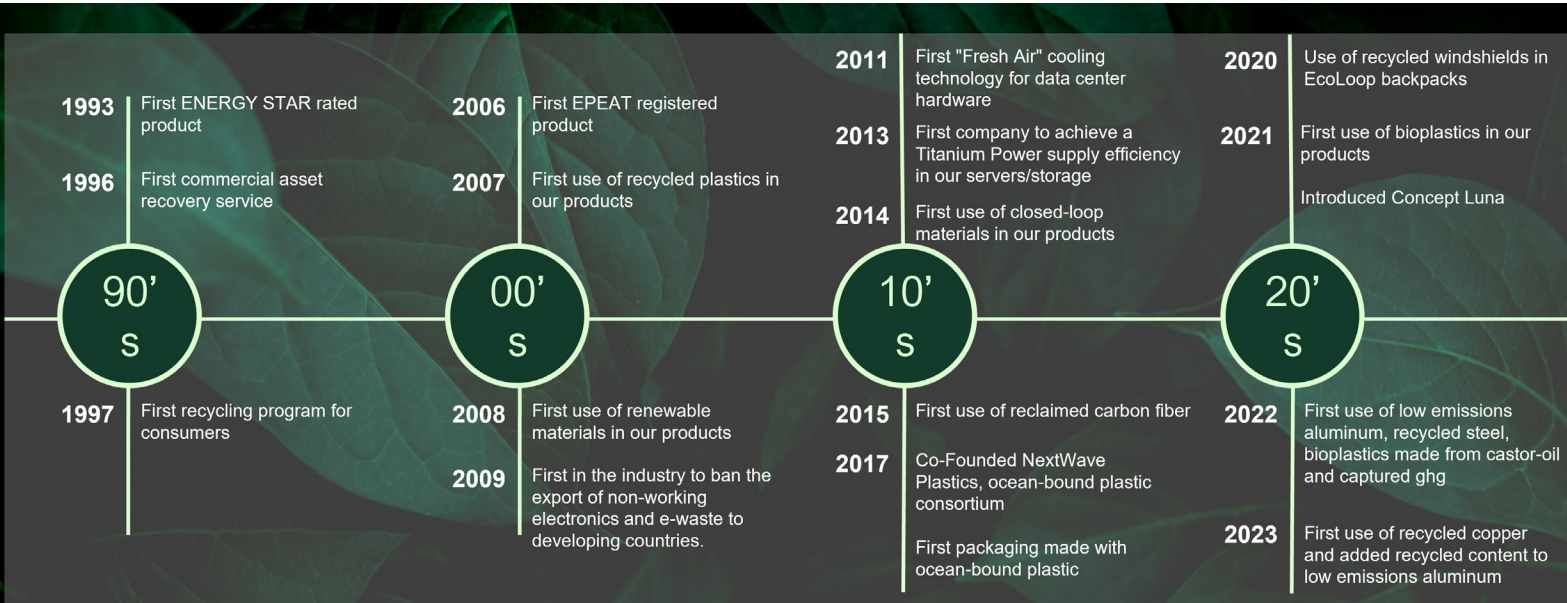 1993
First ENERGY STAR rated
product
1996
First commercial asset
recovery service
90’
s
1997
First recycling program for
consumers
2006
First EPEAT registered
product
2007
First use of recycled plastics in
our products
00’
s
2008
First use of renewable
materials in our products
2009
First in the industry to ban the
export of non-working
electronics and e-waste to
developing countries.
2011
First "Fresh Air" cooling
technology for data center
hardware
2013
First company to achieve a
Titanium Power supply efficiency
in our servers/storage
2014
First use of closed-loop
materials in our products
10’
s
2015
First use of reclaimed carbon fiber
2017
Co-Founded NextWave
Plastics, ocean-bound plastic
consortium
First packaging made with
ocean-bound plastic
2020
Use of recycled windshields in
EcoLoop backpacks
2021
First use of bioplastics in our
products
Introduced Concept Luna
20’
s
2022
First use of low emissions
aluminum, recycled steel,
bioplastics made from castor-oil
and captured ghg
2023
First use of recycled copper
and added recycled content to
low emissions aluminum